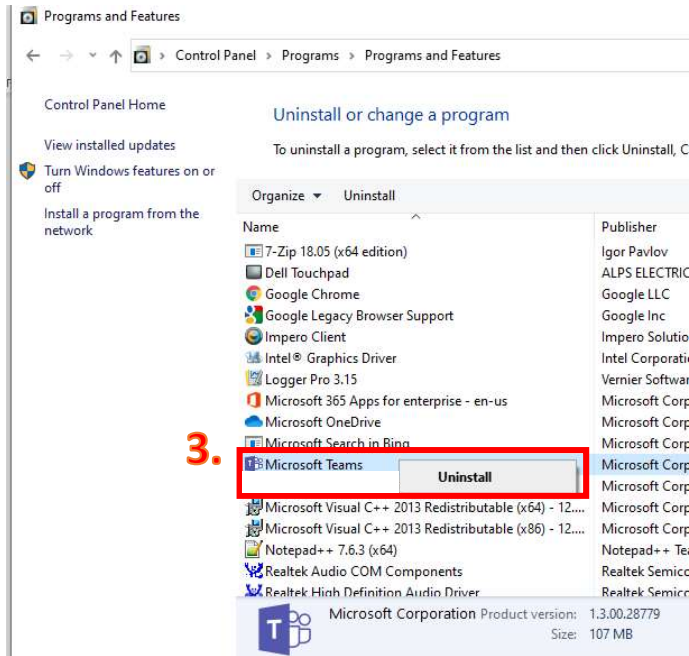 Programs and Features
Control Panel > Programs > Programs and Features
Control Panel Home
View installed updates
Turn Windows features on or
off
Install a program from the
network
Uninstall or change a program
To uninstall a program, select it from the list and then click Uninstall, C
Organize Uninstall
Name Publisher
7-Zip 18.05 (x64 edition) Igor Pavlov
Dell Touchpad ALPS ELECTRIC
Google Chrome Google LLC
Google Legacy Browser Support Google Inc
Impero Client Impero Solutio
Intel® Graphics Driver Intel Corporati
Logger Pro 3.15 Vernier Softwar
Microsoft 365 Apps for enterprise - en-us Microsoft Corp
Microsoft OneDrive Microsoft Corp
Microsoft Search in Bing Microsoft Corp
3.
Microsoft Teams Microsoft Corp
Uninstall Microsoft Corp
Microsoft Visual C++ 2013 Redistributable (x64) - 12.... Microsoft Corp
Microsoft Visual C++ 2013 Redistributable (x86) - 12.... Microsoft Corp
Notepad++ 7.6.3 (x64) Notepad++ Tea
Realtek Audio COM Components Realtek Semico
Realtek High Definition Audio Driver Realtek Semico
Microsoft Corporation Product version: 1.3.00.28779
Size: 107 MB